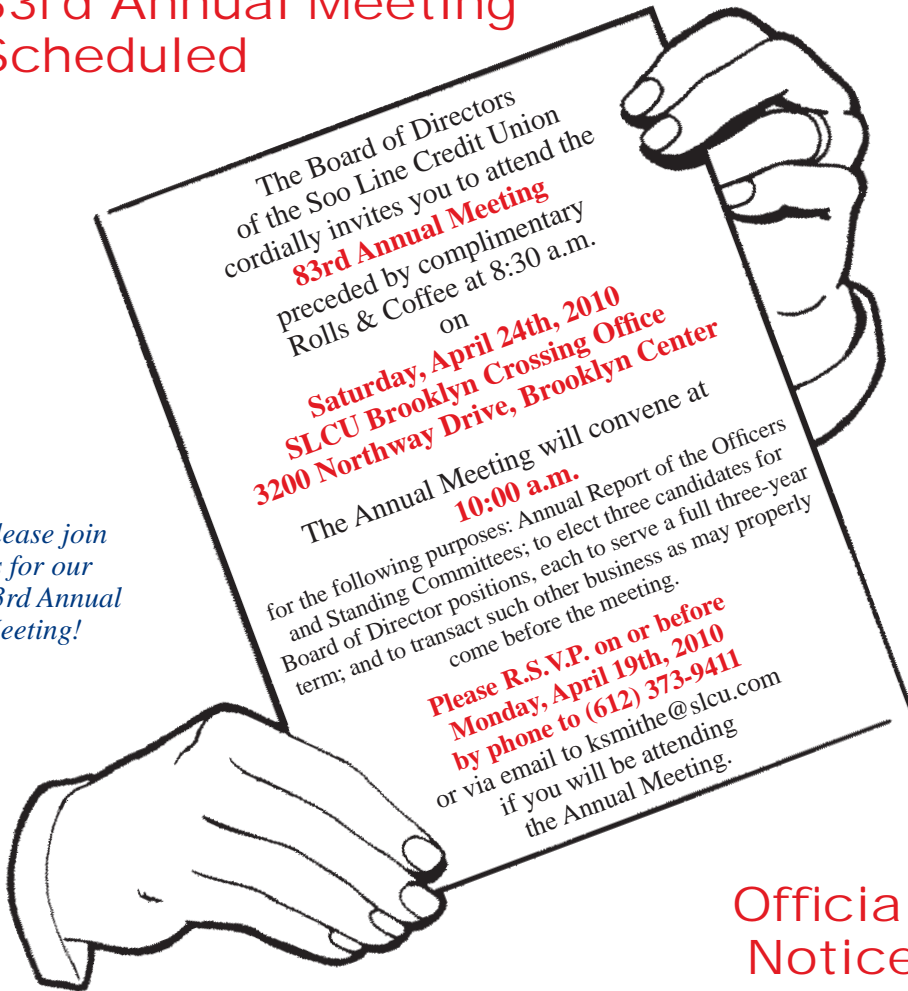 83rd Annual Meeting
Scheduled
The Board of Directors
of the Soo Line Credit Union
cordially invites you to attend the
83rd Annual Meeting
preceded by complimentary
Rolls & Coffee at 8:30 a.m.
on
Saturday, April 24th, 2010
SLCU Brooklyn Crossing Office
3200 Northway Drive, Brooklyn Center
The Annual Meeting will convene at
10:00 a.m.
for the following purposes: Annual Report of the Officers
and Standing Committees; to elect three candidates for
Board of Director positions, each to serve a full three-year
term; and to transact such other business as may properly
come before the meeting.
Please R.S.V.P. on or before
Monday, April 19th, 2010
by phone to (612) 373-9411
or via email to ksmithe@slcu.com
if you will be attending
the Annual Meeting.
lease join
s for our
3rd Annual
eeting!
Officia
Notice